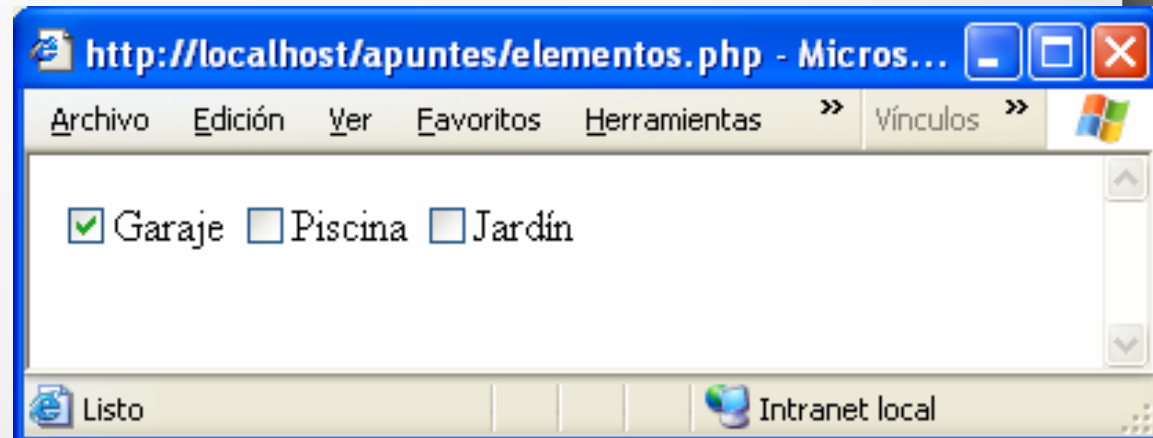 http://localhost/apuntes/elementos.php - Micros...
Archivo Edición Ver Favoritos Herramientas » Vínculos »
Garaje Piscina Jardín
Listo Intranet local